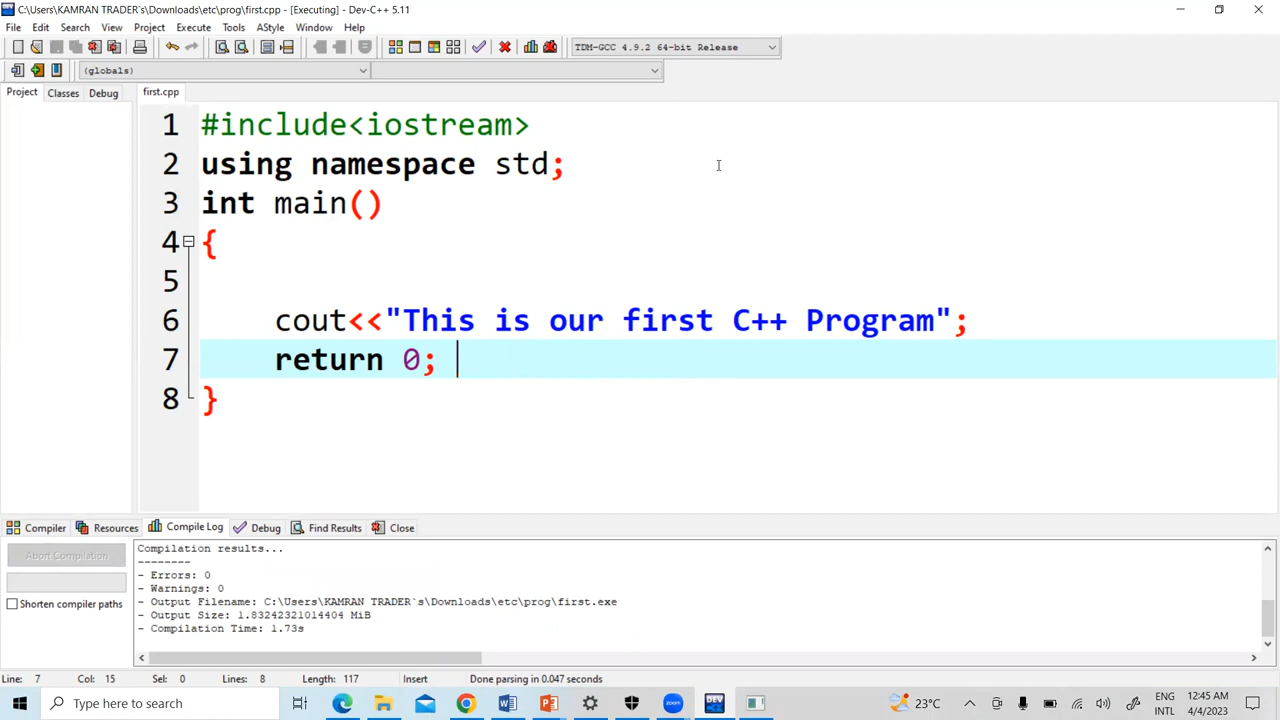 C:\Users\KAMRAN TRADER`s\Downloads\etc\prog\first.cpp - [Executing] - Dev-C++ 5.11
File Edit Search View Project Execute Tools AStyle Window Help
TDM-GCC 4.9.2 64-bit Release
(globals)
Project Classes Debug first.cpp
1 #include<iostream>
2 using namespace std;
3 int main()
4 {
5
6 cout<<"This is our first C++ Program";
7 return 0;
8 }
Compiler Resources Compile Log Debug Find Results Close
Abort Compilation
Shorten compiler paths
Compilation results...
--------
- Errors: 0
- Warnings: 0
- Output Filename: C:\Users\KAMRAN TRADER`s\Downloads\etc\prog\first.exe
- Output Size: 1.83242321014404 MiB
- Compilation Time: 1.73s
Line: 7 Col: 15 Sel: 0 Lines: 8 Length: 117 Insert Done parsing in 0.047 seconds
Type here to search
zoom
DEV
23°C
ENG
INTL
12:45 AM
4/4/2023